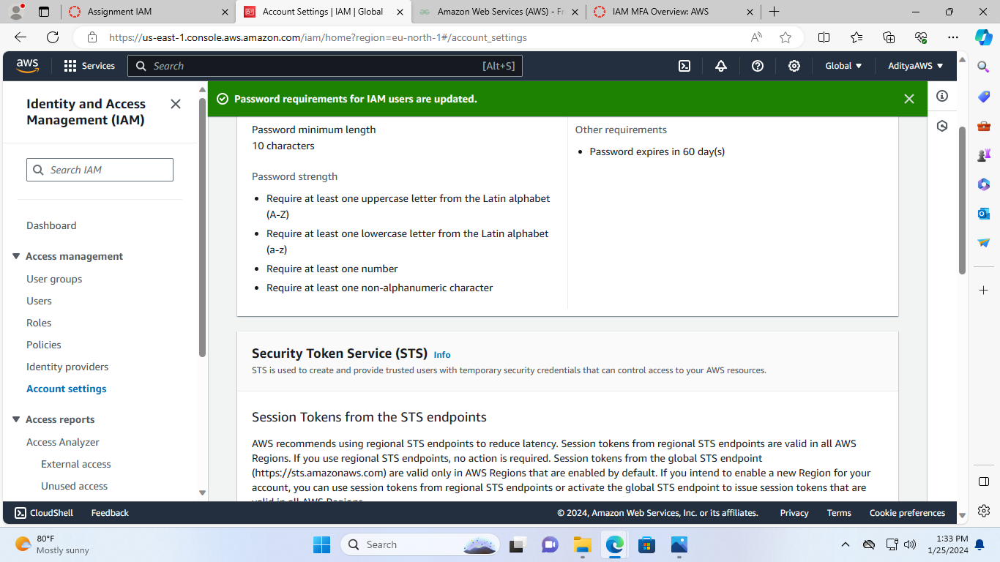 Assignment IAM
Account Settings | IAM | Global
Amazon Web Services (AWS) - Fr
IAM MFA Overview: AWS
https://us-east-1.console.aws.amazon.com/iam/home?region=eu-north-1#/account_settings
aws
Services
Search
[Alt+S]
Global
AdityaAWS
Identity and Access
Management (IAM)
Search IAM
Dashboard
Access management
User groups
Users
Roles
Policies
Identity providers
Account settings
Access reports
Access Analyzer
External access
Unused access
Password requirements for IAM users are updated.
Password minimum length
10 characters
Password strength
Require at least one uppercase letter from the Latin alphabet
(A-Z)
Require at least one lowercase letter from the Latin alphabet
(a-z)
Require at least one number
Require at least one non-alphanumeric character
Other requirements
Password expires in 60 day(s)
Security Token Service (STS) Info
STS is used to create and provide trusted users with temporary security credentials that can control access to your AWS resources.
Session Tokens from the STS endpoints
AWS recommends using regional STS endpoints to reduce latency. Session tokens from regional STS endpoints are valid in all AWS
Regions. If you use regional STS endpoints, no action is required. Session tokens from the global STS endpoint
(https://sts.amazonaws.com) are valid only in AWS Regions that are enabled by default. If you intend to enable a new Region for your
account, you can use session tokens from regional STS endpoints or activate the global STS endpoint to issue session tokens that are
valid in all AWS Regions.
CloudShell
Feedback
© 2024, Amazon Web Services, Inc. or its affiliates.
Privacy
Terms
Cookie preferences
80°F
Mostly sunny
Search
1:33 PM
1/25/2024